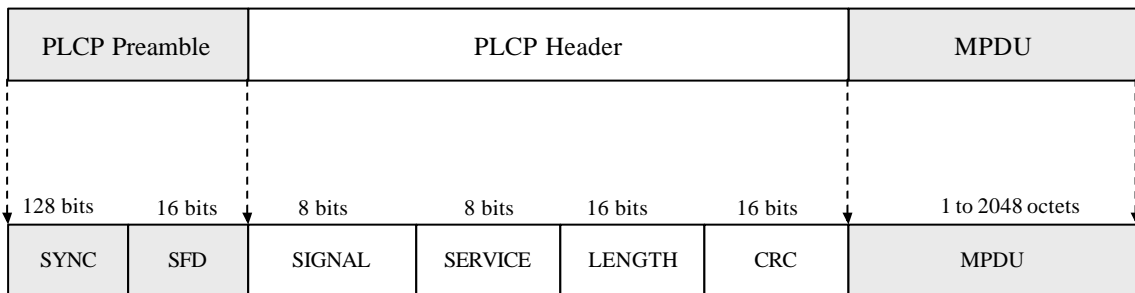 PLCP Preamble PLCP Header MPDU
128 bits 16 bits 8 bits 8 bits 16 bits 16 bits 1 to 2048 octets
SYNC SFD SIGNAL SERVICE LENGTH CRC MPDU